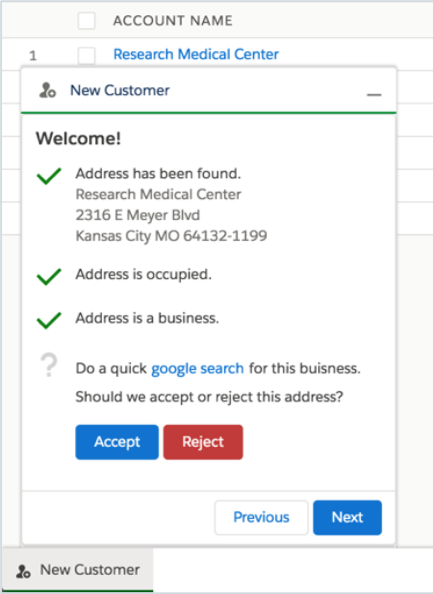 ACCOUNT NAME
1 Research Medical Center
New Customer
Welcome!
Address has been found.
Research Medical Center
2316 E Meyer Blvd
Kansas City MO 64132-1199
Address is occupied.
Address is a business.
? Do a quick google search for this buisness.
Should we accept or reject this address?
Accept Reject
Previous Next
New Customer